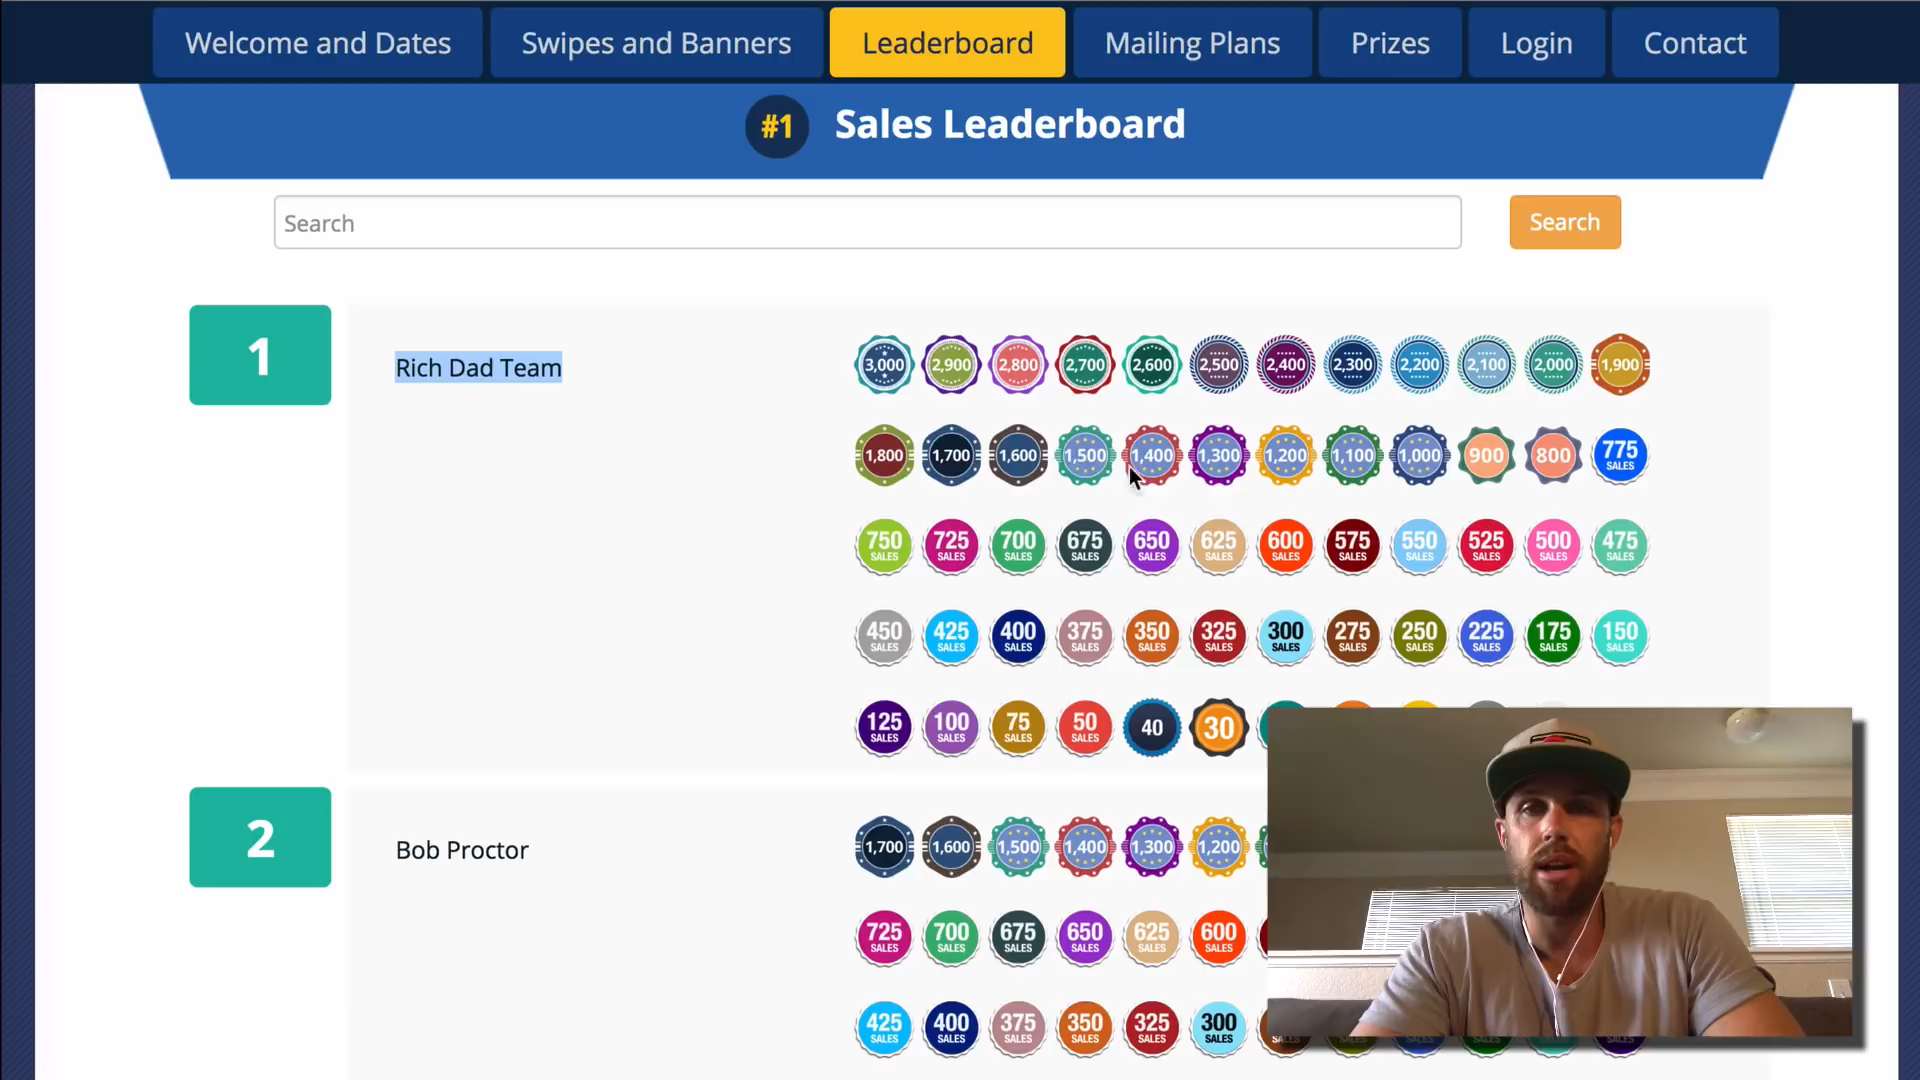 Welcome and Dates
Swipes and Banners
Leaderboard
Mailing Plans
Prizes
Login
Contact
#1 Sales Leaderboard
Search
Search
1
Rich Dad Team
3,000 2,900 2,800 2,700 2,600 2,500 2,400 2,300 2,200 2,100 2,000 1,900
1,800 1,700 1,600 1,500 1,400 1,300 1,200 1,100 1,000 900 800 775 SALES
750 SALES 725 SALES 700 SALES 675 SALES 650 SALES 625 SALES 600 SALES 575 SALES 550 SALES 525 SALES 500 SALES 475 SALES
450 SALES 425 SALES 400 SALES 375 SALES 350 SALES 325 SALES 300 SALES 275 SALES 250 SALES 225 SALES 175 SALES 150 SALES
125 SALES 100 SALES 75 SALES 50 SALES 40 30
2
Bob Proctor
1,700 1,600 1,500 1,400 1,300 1,200
725 SALES 700 SALES 675 SALES 650 SALES 625 SALES 600 SALES
425 SALES 400 SALES 375 SALES 350 SALES 325 SALES 300 SALES